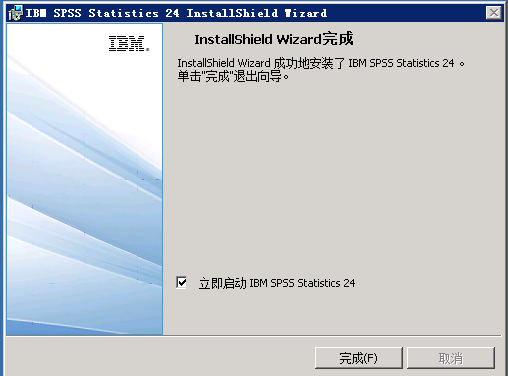 IBM SPSS Statistics 24 InstallShield Wizard
IBM.
InstallShield Wizard完成
InstallShield Wizard 成功地安装了 IBM SPSS Statistics 24 。
单击"完成"退出向导。
立即启动 IBM SPSS Statistics 24
完成(F)
取消